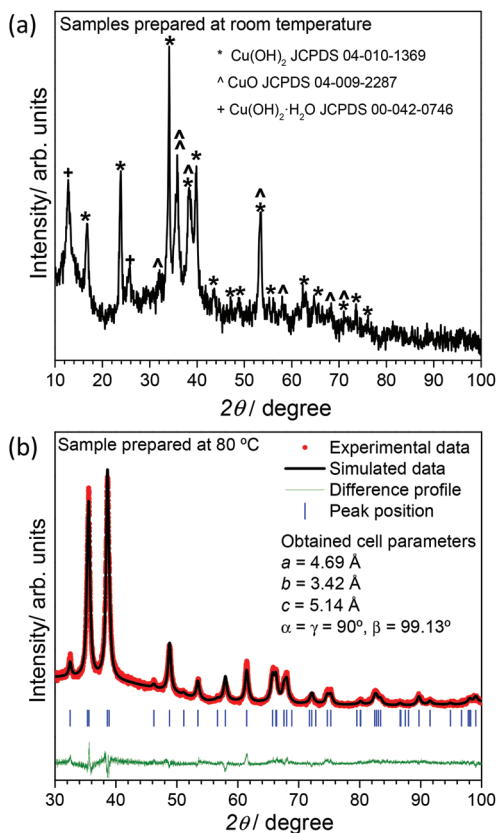 (a)
Samples prepared at room temperature
* Cu(OH)₂ JCPDS 04-010-1369
^ CuO JCPDS 04-009-2287
+ Cu(OH)₂·H₂O JCPDS 00-042-0746
Intensity/ arb. units
10 20 30 40 50 60 70 80 90 100
2θ / degree
(b)
Sample prepared at 80 ºC
Experimental data
Simulated data
Difference profile
Peak position
Obtained cell parameters
a = 4.69 Å
b = 3.42 Å
c = 5.14 Å
α = γ = 90º, β = 99.13º
Intensity/ arb. units
30 40 50 60 70 80 90 100
2θ / degree